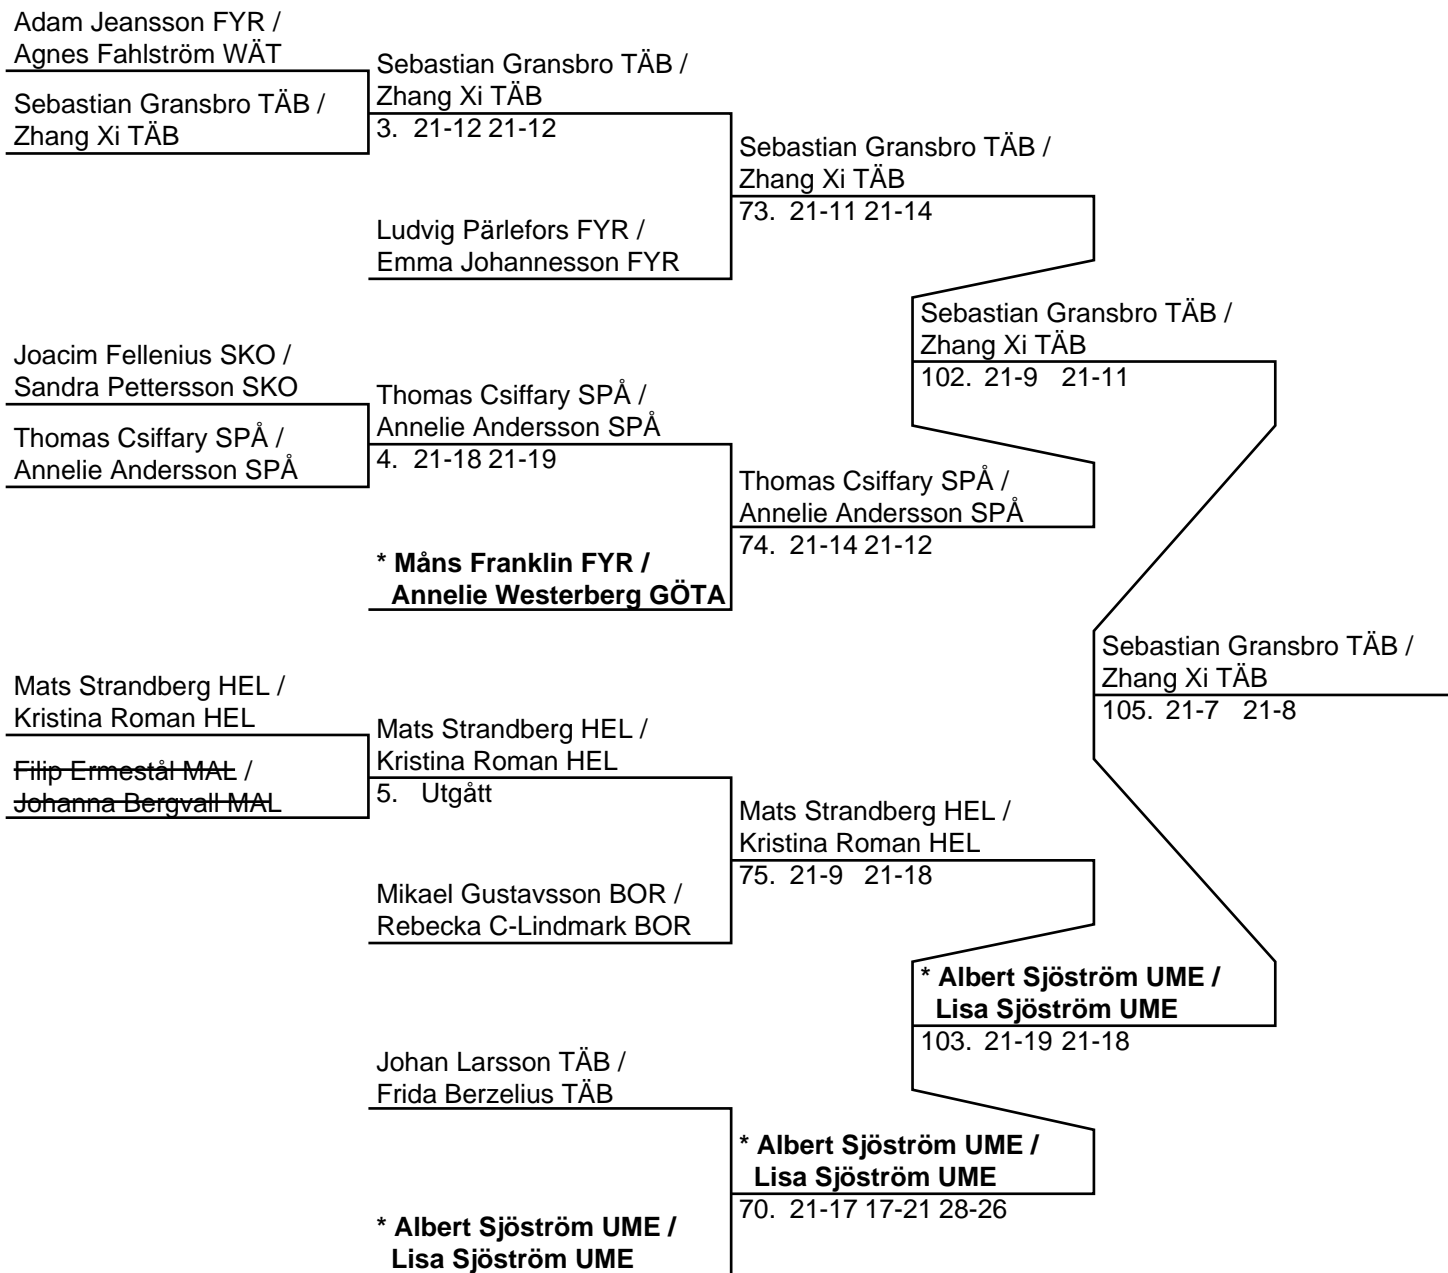 Adam Jeansson FYR /
Agnes Fahlström WÄT
Sebastian Gransbro TÄB /
Zhang Xi TÄB
Sebastian Gransbro TÄB /
Zhang Xi TÄB
3. 21-12 21-12
Ludvig Pärlefors FYR /
Emma Johannesson FYR
Sebastian Gransbro TÄB /
Zhang Xi TÄB
73. 21-11 21-14
Joacim Fellenius SKO /
Sandra Pettersson SKO
Thomas Csiffary SPÅ /
Annelie Andersson SPÅ
Thomas Csiffary SPÅ /
Annelie Andersson SPÅ
4. 21-18 21-19
* Måns Franklin FYR /
Annelie Westerberg GÖTA
Thomas Csiffary SPÅ /
Annelie Andersson SPÅ
74. 21-14 21-12
Sebastian Gransbro TÄB /
Zhang Xi TÄB
102. 21-9 21-11
Mats Strandberg HEL /
Kristina Roman HEL
Filip Ermestål MAL /
Johanna Bergvall MAL
Mats Strandberg HEL /
Kristina Roman HEL
5. Utgått
Mikael Gustavsson BOR /
Rebecka C-Lindmark BOR
Mats Strandberg HEL /
Kristina Roman HEL
75. 21-9 21-18
Johan Larsson TÄB /
Frida Berzelius TÄB
* Albert Sjöström UME /
Lisa Sjöström UME
* Albert Sjöström UME /
Lisa Sjöström UME
70. 21-17 17-21 28-26
* Albert Sjöström UME /
Lisa Sjöström UME
103. 21-19 21-18
Sebastian Gransbro TÄB /
Zhang Xi TÄB
105. 21-7 21-8